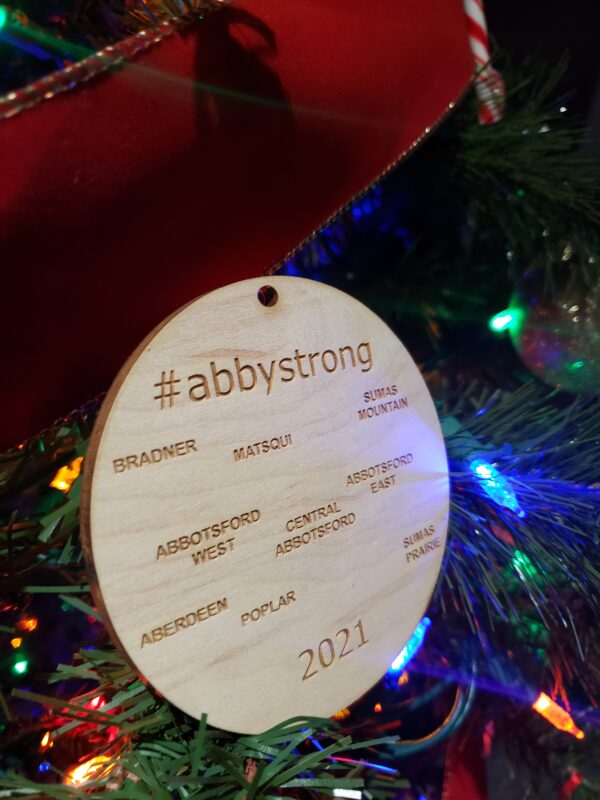 #abbystrong
SUMAS
MOUNTAIN
BRADNER
MATSQUI
ABBOTSFORD
EAST
ABBOTSFORD
WEST
CENTRAL
ABBOTSFORD
SUMAS
PRAIRIE
ABERDEEN
POPLAR
2021